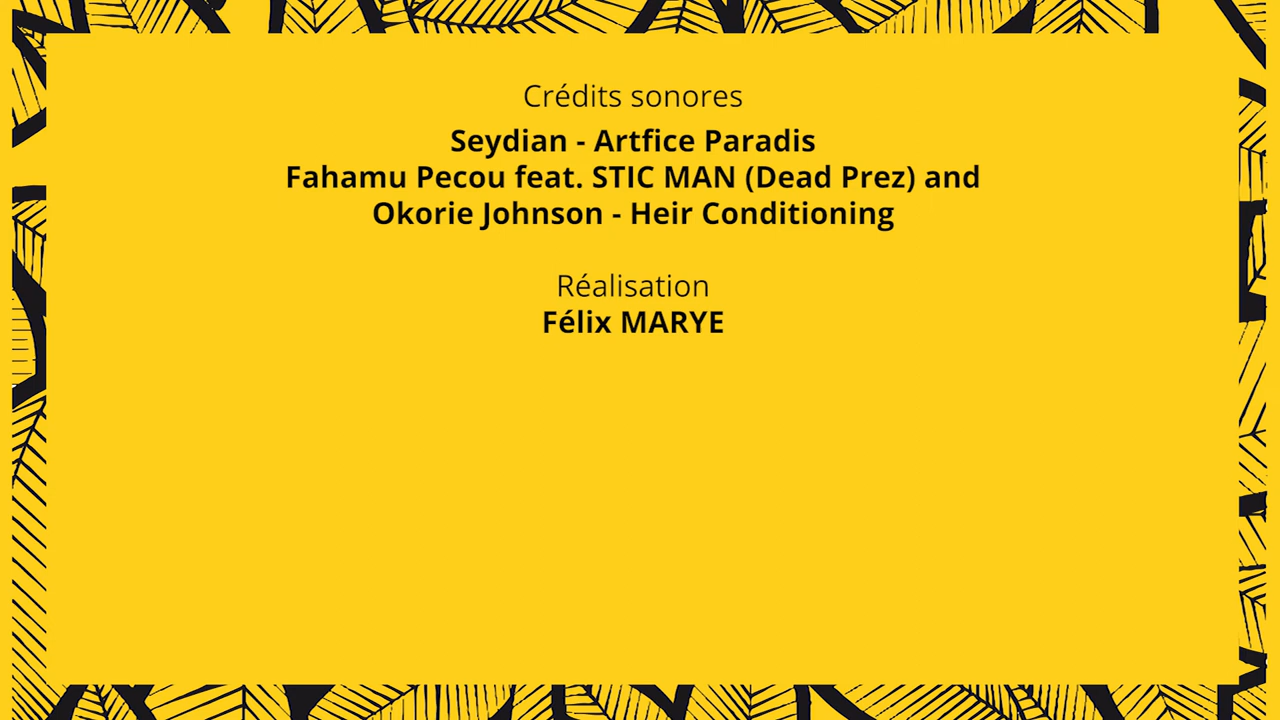 Crédits sonores
Seydian - Artfice Paradis
Fahamu Pecou feat. STIC MAN (Dead Prez) and
Okorie Johnson - Heir Conditioning
Réalisation
Félix MARYE